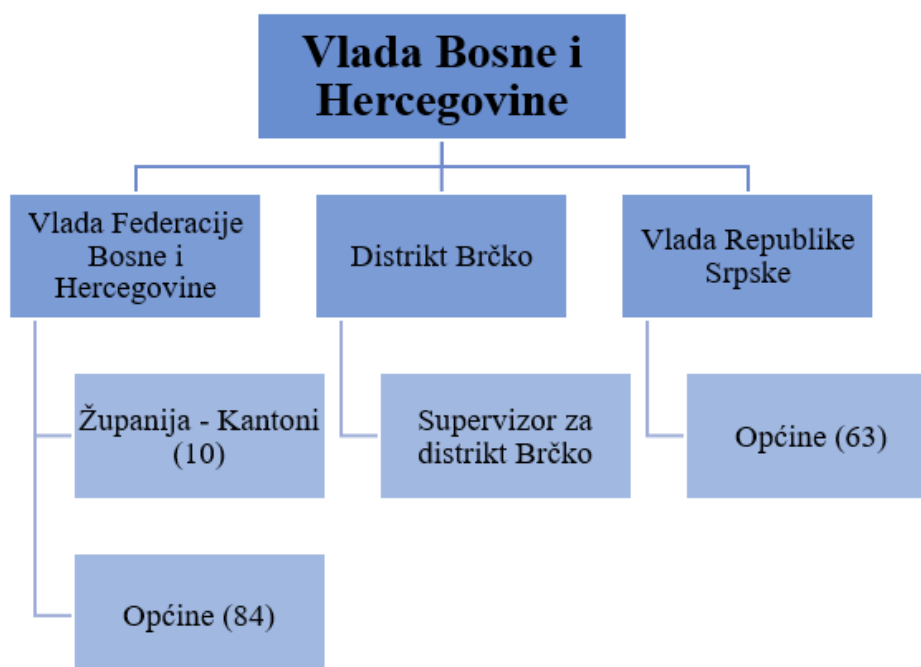 Vlada Bosne i
Hercegovine
Vlada Federacije
Bosne i
Hercegovine
Distrikt Brčko
Vlada Republike
Srpske
Županija - Kantoni
(10)
Supervizor za
distrikt Brčko
Općine (63)
Općine (84)